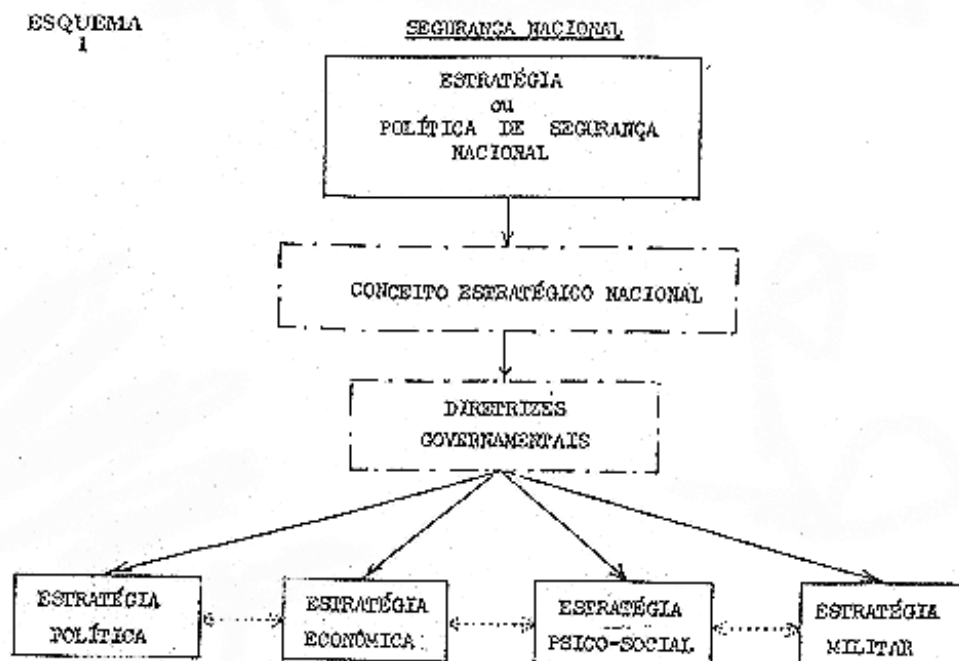 ESQUEMA
1
SEGURANÇA NACIONAL
ESTRATÉGIA
ou
POLÍTICA DE SEGURANÇA
NACIONAL
CONCEITO ESTRATÉGICO NACIONAL
DIRETRIZES
GOVERNAMENTAIS
ESTRATÉGIA
POLÍTICA
ESTRATÉGIA
ECONÔMICA
ESTRATÉGIA
PSICO-SOCIAL
ESTRATÉGIA
MILITAR